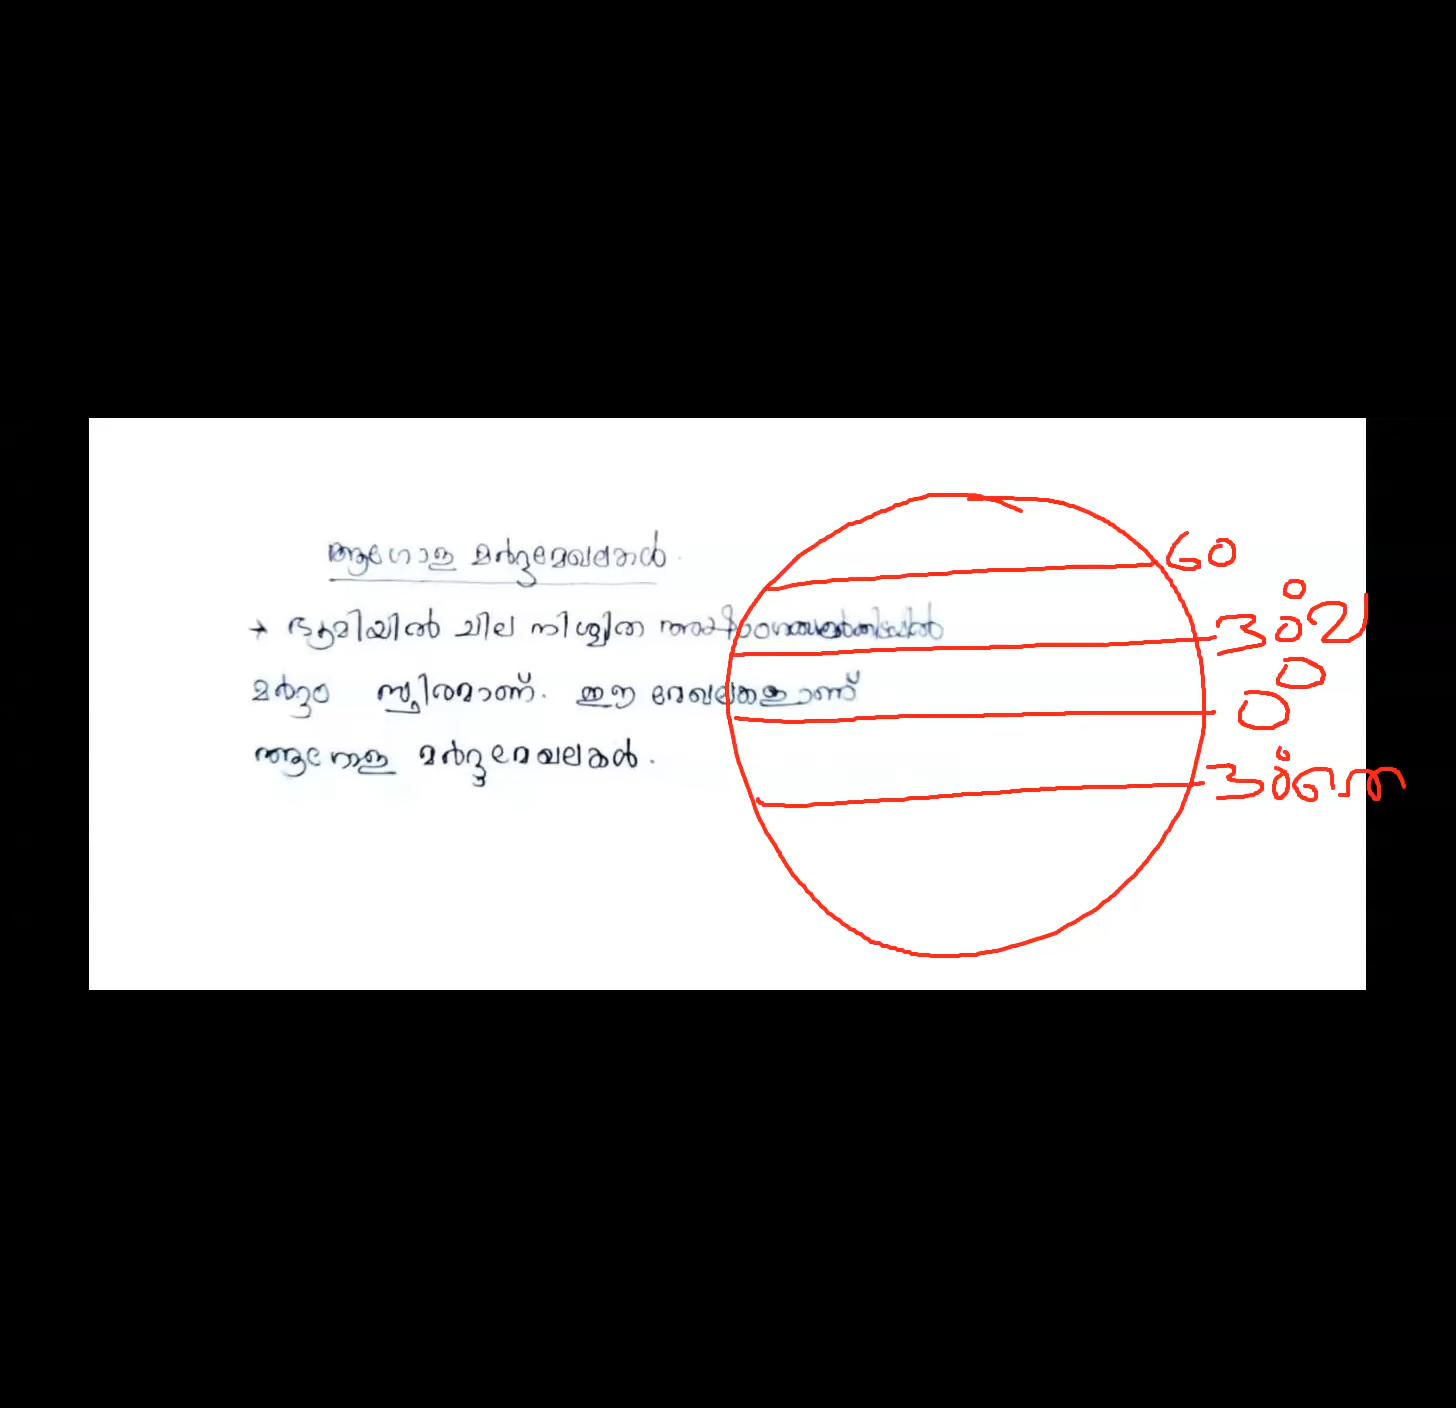 ആഗോള മർദ്ദമേഖലകൾ.
→ ഭൂമിയിൽ ചില നിശ്ചിത
മർദ്ദം സ്ഥിരമാണ്. ഈ മേഖലകളാണ്
ആഗോള മർദ്ദമേഖലകൾ.
60
30° വ
0°
30° തെ